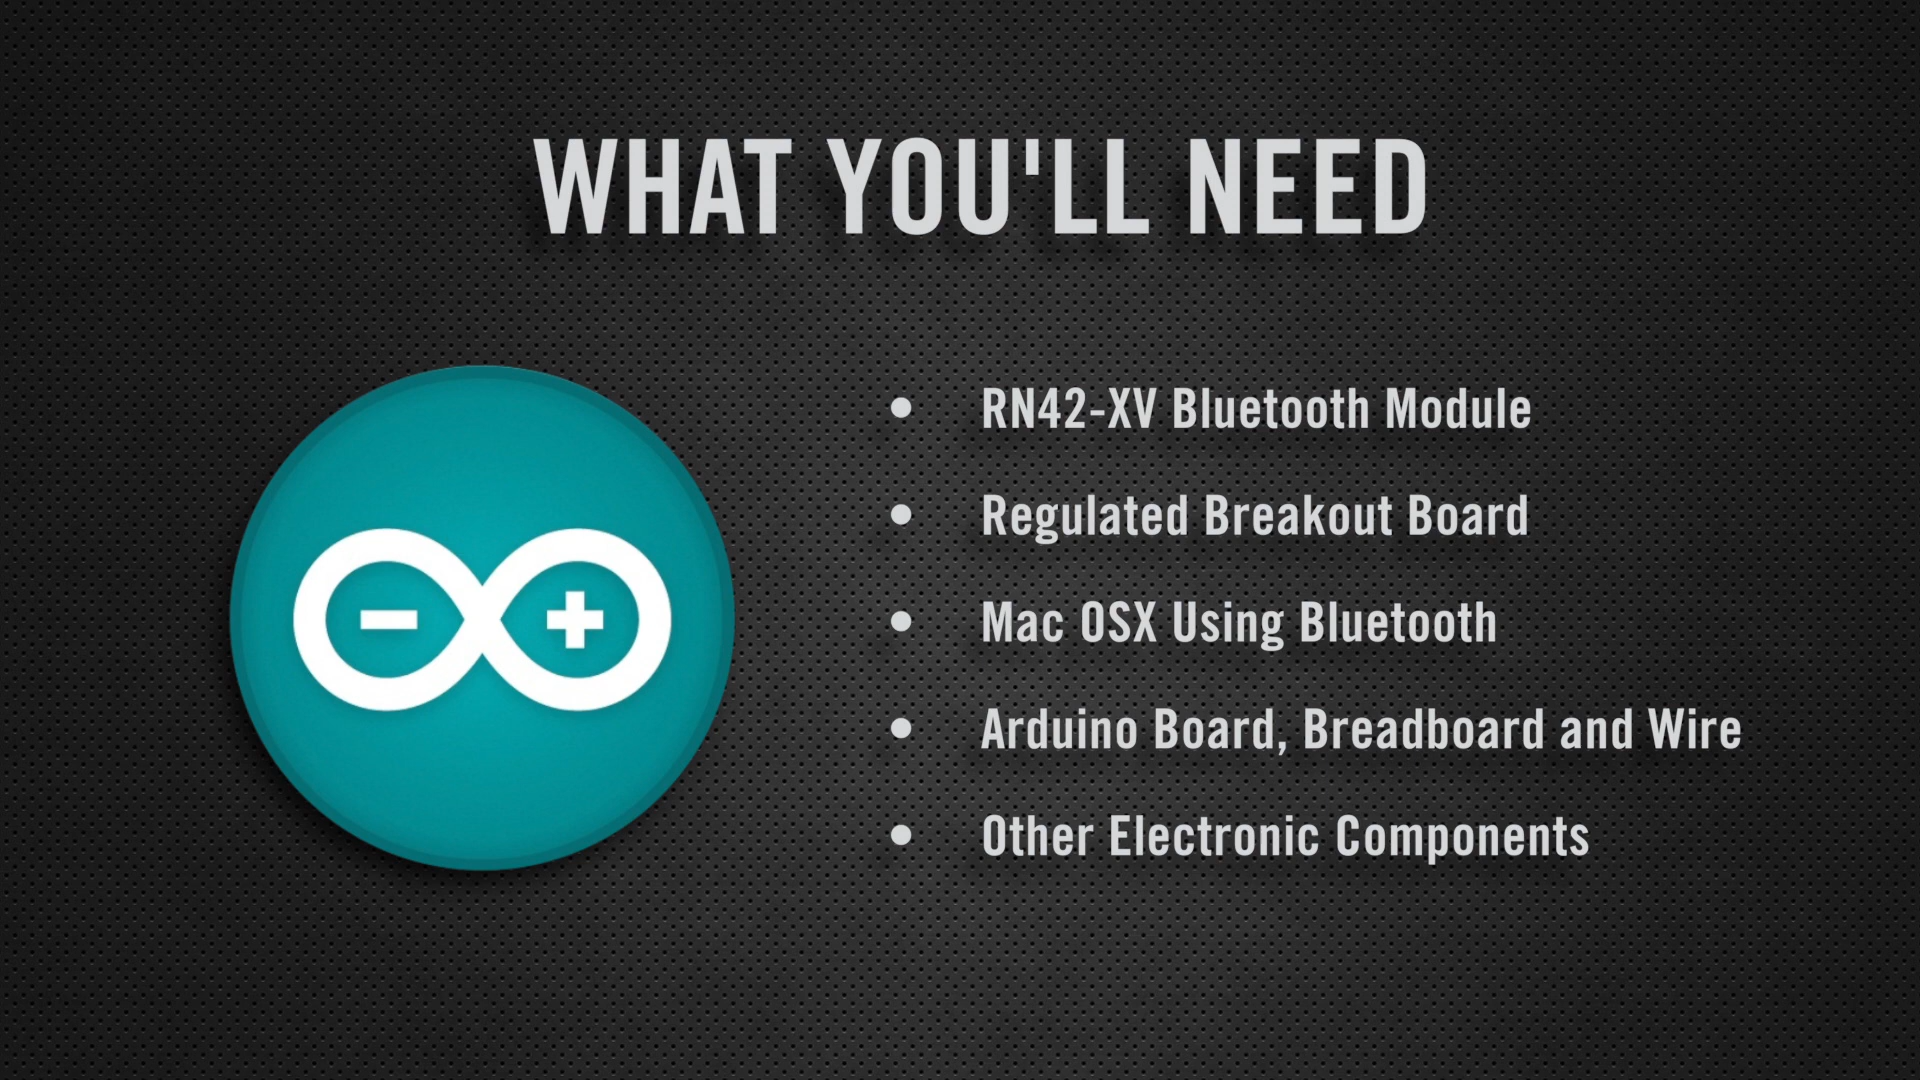 WHAT YOU'LL NEED
• RN42-XV Bluetooth Module
• Regulated Breakout Board
• Mac OSX Using Bluetooth
• Arduino Board, Breadboard and Wire
• Other Electronic Components